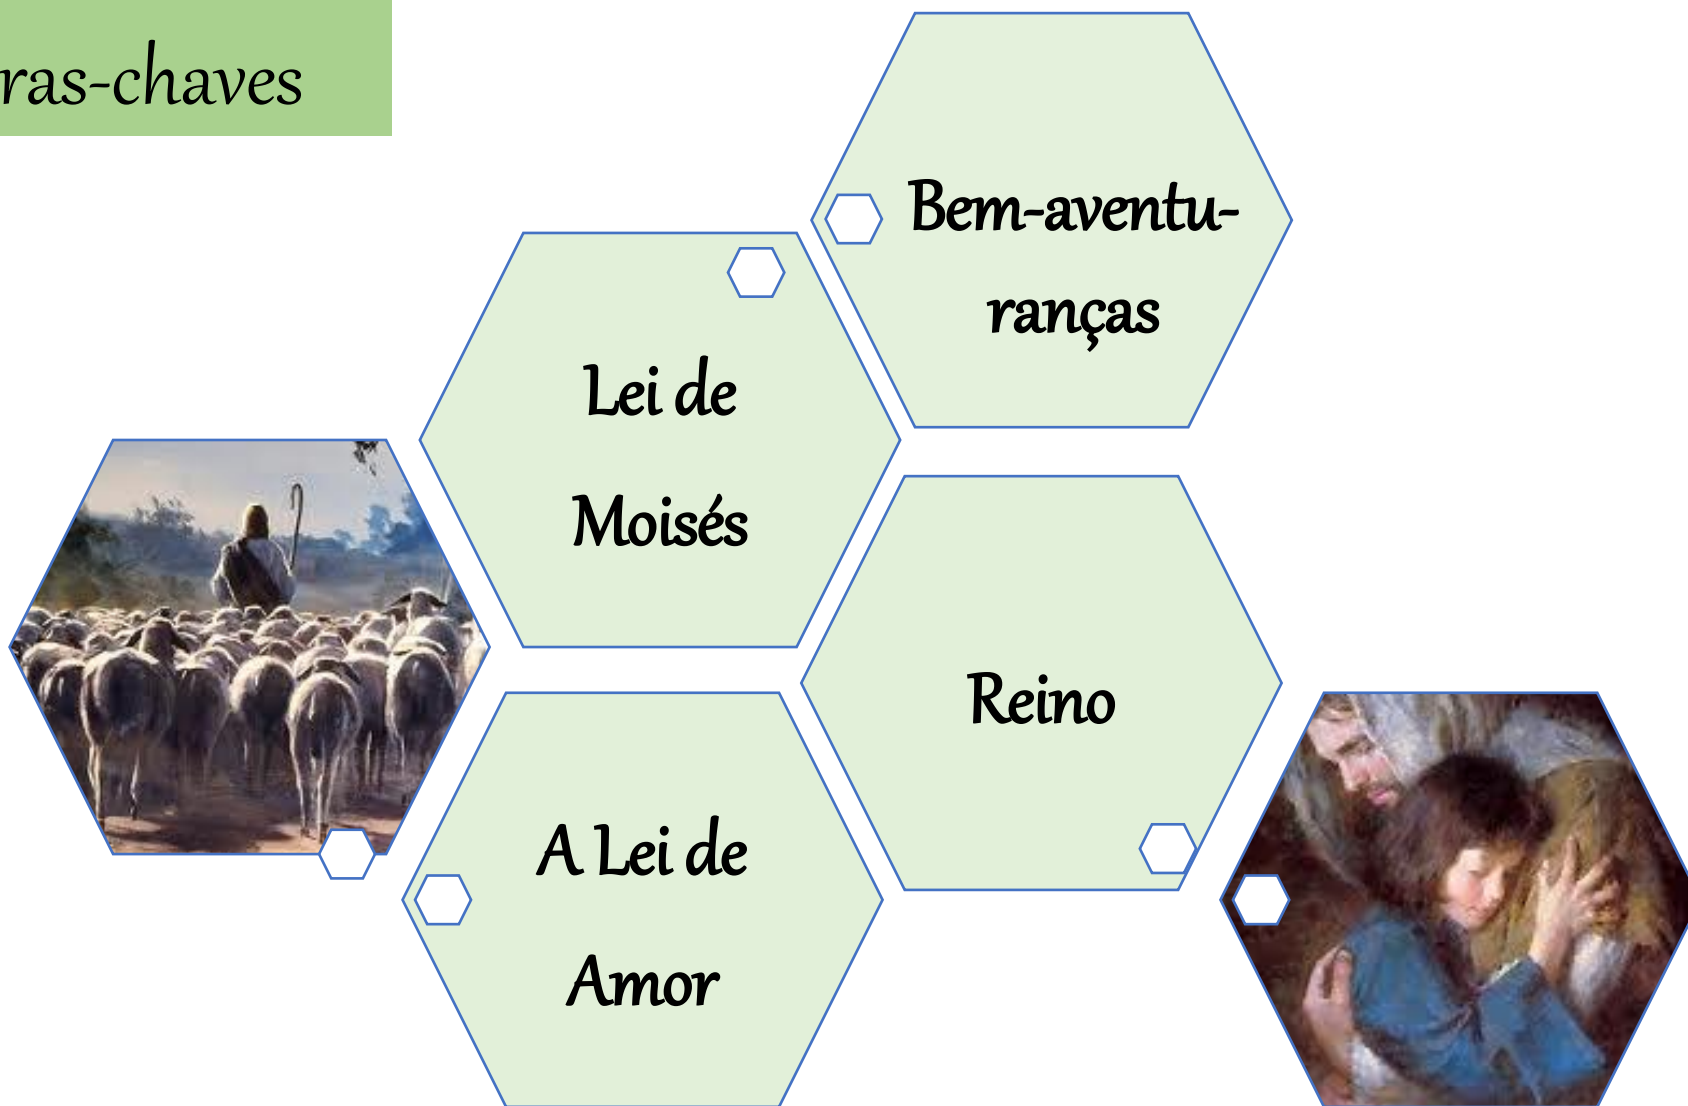 ras-chaves
Bem-aventu-
ranças
Lei de
Moisés
Reino
A Lei de
Amor